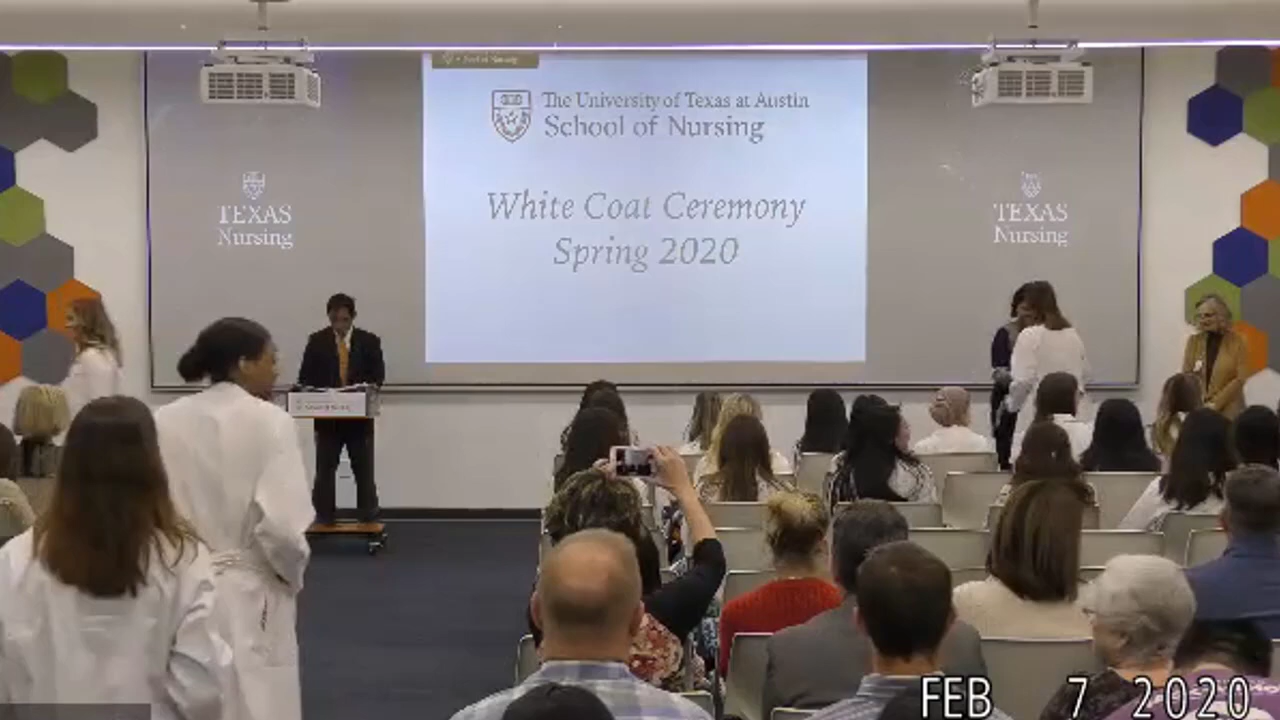 The University of Texas at Austin
School of Nursing
White Coat Ceremony
Spring 2020
TEXAS
Nursing
TEXAS
Nursing
FEB 7 2020